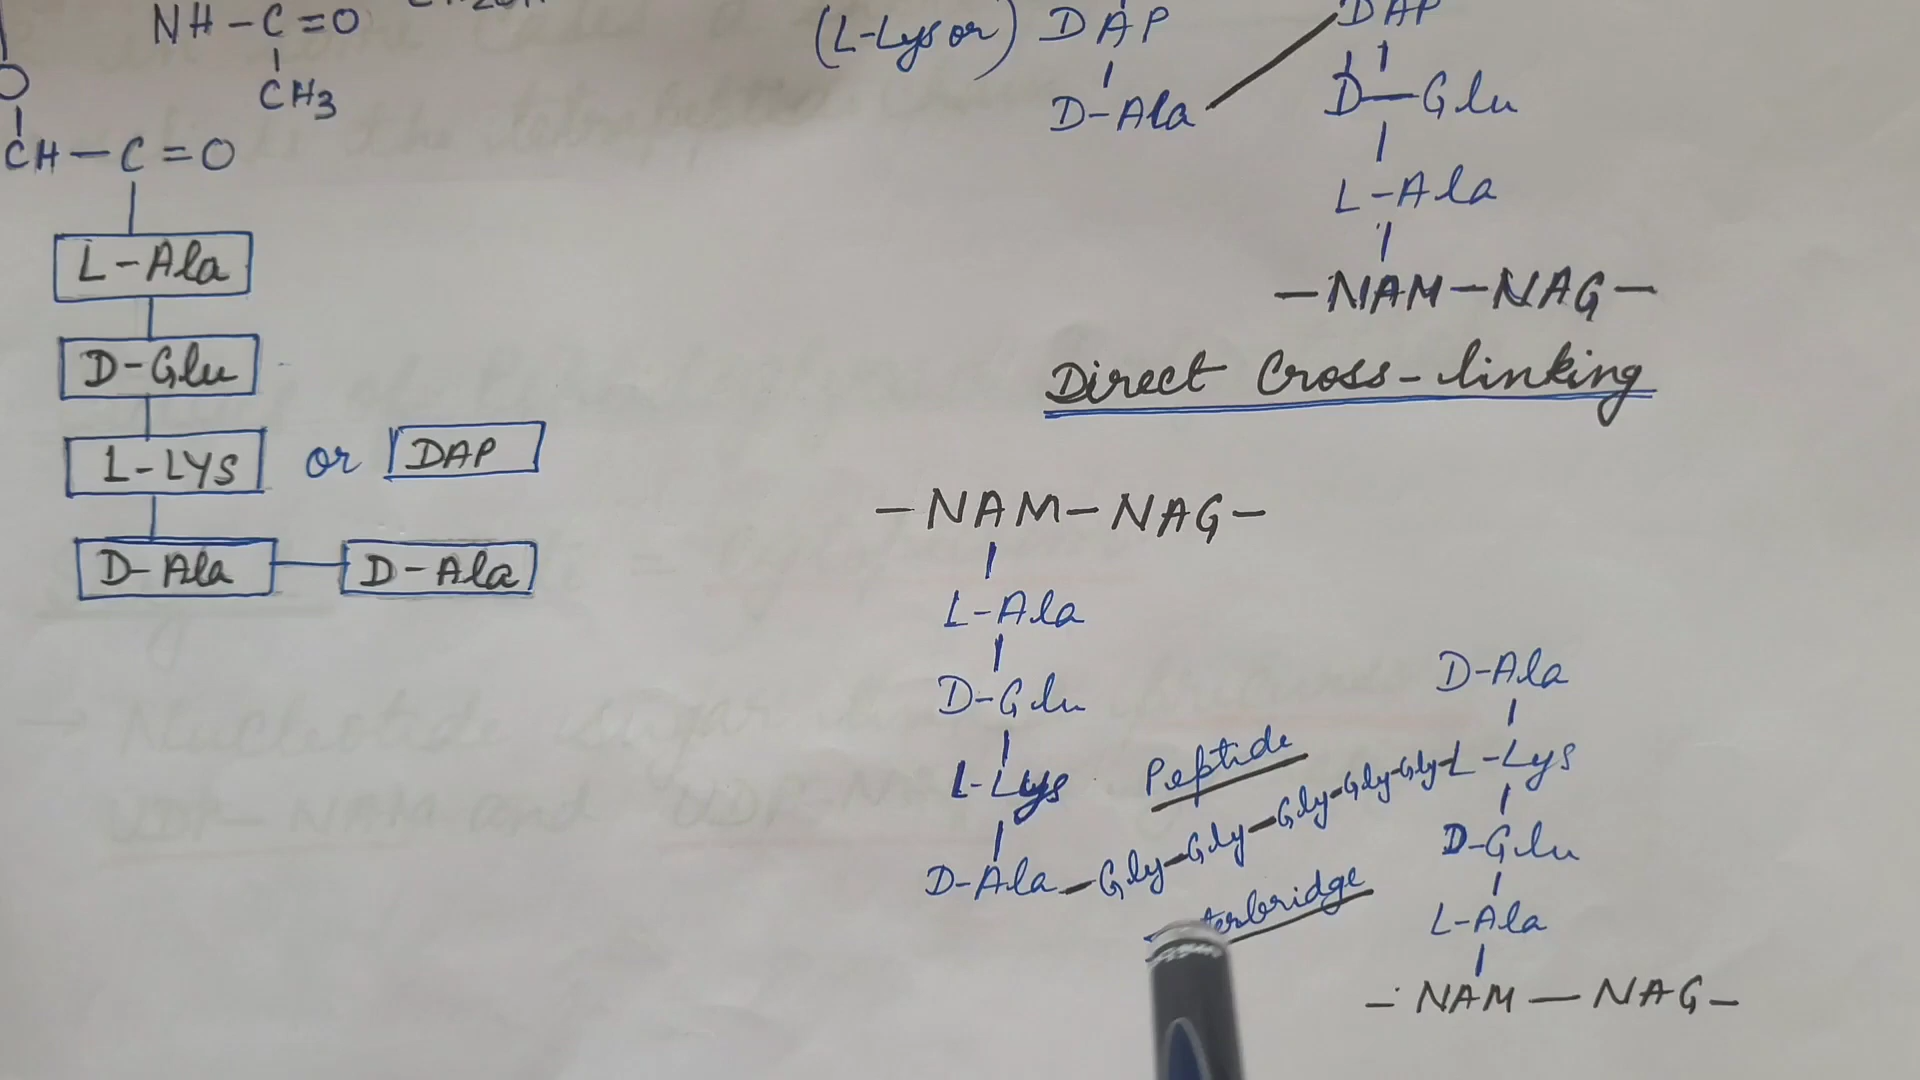 NH-C=O
CH3
O
CH-C=O
L-Ala
D-Glu
L-LYS or DAP
D-Ala - D-Ala
(L-Lys or) DAP
D-Ala
DAP
D-Glu
L-Ala
-NAM-NAG-
Direct Cross-linking
-NAM-NAG-
L-Ala
D-Glu
L-Lys
D-Ala-Gly-Gly-Gly-Gly-Gly-L-Lys
Peptide
terbridge
D-Ala
D-Glu
L-Ala
-NAM-NAG-